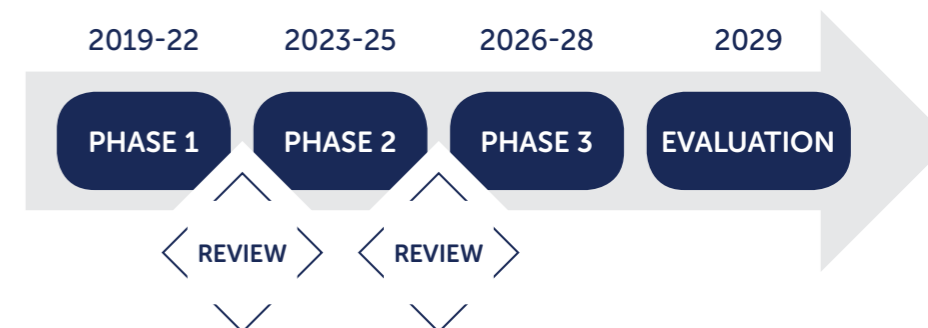 2019-22 2023-25 2026-28 2029
PHASE 1 PHASE 2 PHASE 3 EVALUATION
REVIEW REVIEW